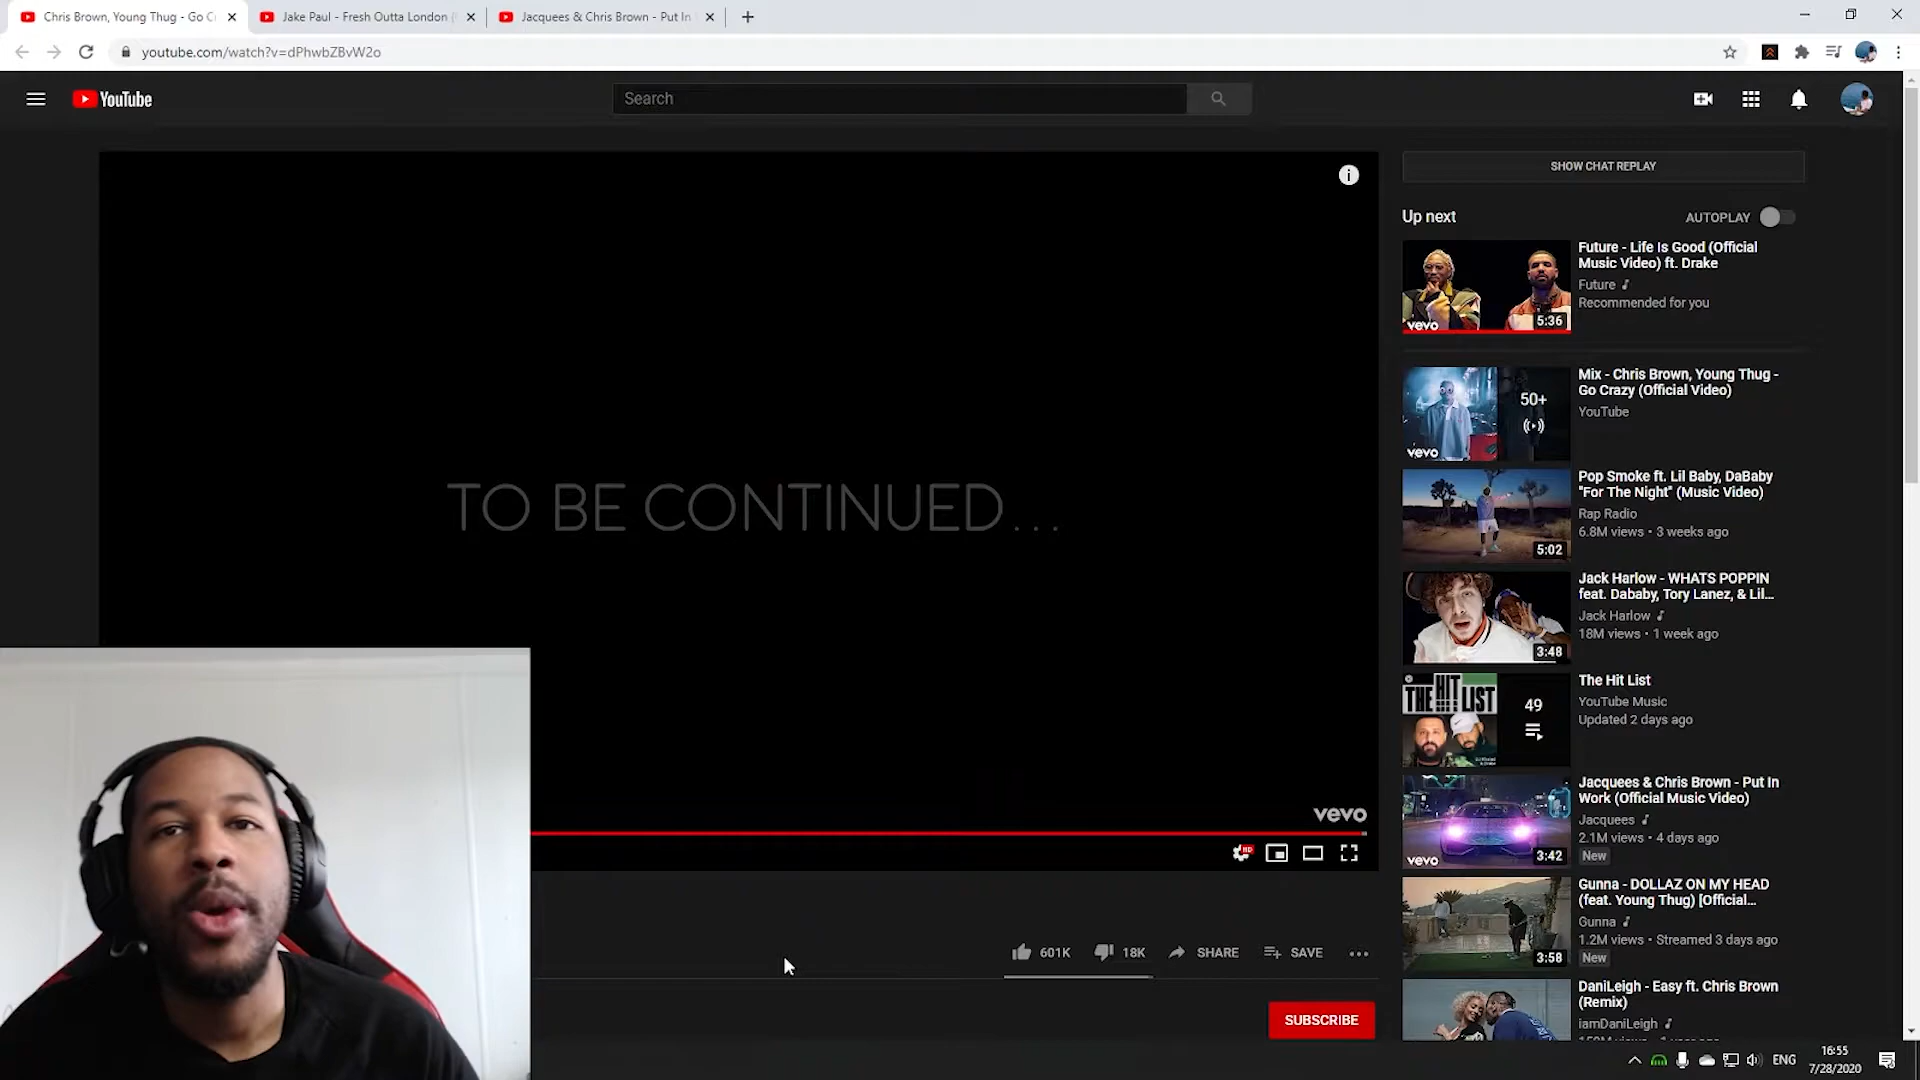 Chris Brown, Young Thug - Go C
Jake Paul - Fresh Outta London (
Jacquees & Chris Brown - Put In
youtube.com/watch?v=dPhwbZBvW2o
YouTube
Search
SHOW CHAT REPLAY
Up next
AUTOPLAY
TO BE CONTINUED...
vevo
601K
18K
SHARE
SAVE
SUBSCRIBE
vevo
5:36
Future - Life Is Good (Official
Music Video) ft. Drake
Future
Recommended for you
vevo
50+
Mix - Chris Brown, Young Thug -
Go Crazy (Official Video)
YouTube
5:02
Pop Smoke ft. Lil Baby, DaBaby
"For The Night" (Music Video)
Rap Radio
6.8M views • 3 weeks ago
3:48
Jack Harlow - WHATS POPPIN
feat. Dababy, Tory Lanez, & Lil...
Jack Harlow
18M views • 1 week ago
THE HIT LIST
49
The Hit List
YouTube Music
Updated 2 days ago
vevo
3:42
Jacquees & Chris Brown - Put In
Work (Official Music Video)
Jacquees
2.1M views • 4 days ago
New
3:58
Gunna - DOLLAZ ON MY HEAD
(feat. Young Thug) [Official...
Gunna
1.2M views • Streamed 3 days ago
New
DaniLeigh - Easy ft. Chris Brown
(Remix)
iamDaniLeigh
ENG
16:55
7/28/2020